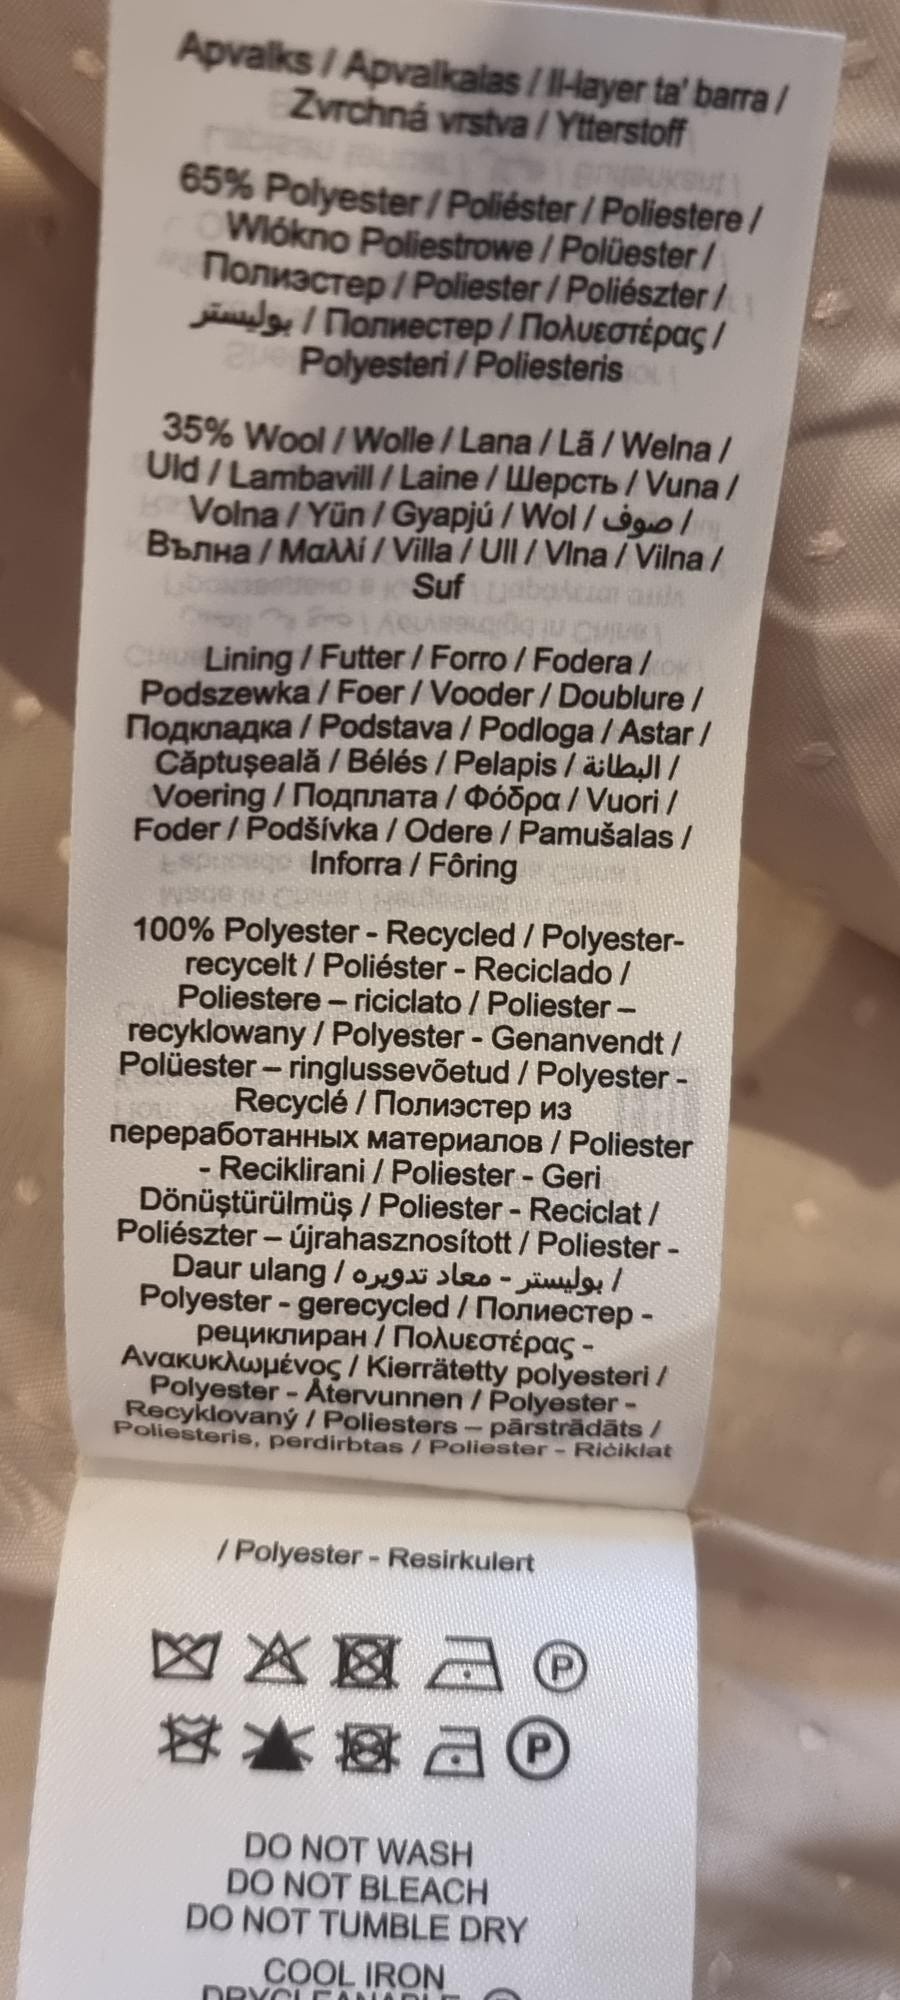 Apvalks / Apvalkalas / Il-layer ta' barra /
Zvrchná vrstva / Ytterstoff
65% Polyester / Poliéster / Poliestere /
Wlókno Poliestrowe / Polüester /
Полиэстер / Poliester / Poliészter /
بوليستر / Полиестер / Πολυεστέρας /
Polyesteri / Poliesteris
35% Wool / Wolle / Lana / Lã / Welna /
Uld / Lambavill / Laine / Шерсть / Vuna /
Volna / Yün / Gyapjú / Wol / صوف /
Вълна / Μαλλί / Villa / Ull / Vlna / Vilna /
Suf
Lining / Futter / Forro / Fodera /
Podszewka / Foer / Vooder / Doublure /
Подкладка / Podstava / Podloga / Astar /
Căptuşeală / Bélés / Pelapis / البطانة /
Voering / Подплата / Φόδρα / Vuori /
Foder / Podšívka / Odere / Pamušalas /
Inforra / Fôring
100% Polyester - Recycled / Polyester-
recycelt / Poliéster - Reciclado /
Poliestere – riciclato / Poliester –
recyklowany / Polyester - Genanvendt /
Polüester – ringlussevõetud / Polyester -
Recyclé / Полиэстер из
переработанных материалов / Poliester
- Reciklirani / Poliester - Geri
Dönüştürülmüş / Poliester - Reciclat /
Poliészter – újrahasznosított / Poliester -
Daur ulang / بوليستر - معاد تدويره /
Polyester - gerecycled / Полиестер -
рециклиран / Πολυεστέρας -
Ανακυκλωμένος / Kierrätetty polyesteri /
Polyester - Återvunnen / Polyester -
Recyklovaný / Poliesters – pārstrādāts /
Poliesteris, perdirbtas / Poliester - Riċiklat
/ Polyester - Resirkulert
P
P
DO NOT WASH
DO NOT BLEACH
DO NOT TUMBLE DRY
COOL IRON
DRYCLEANABLE